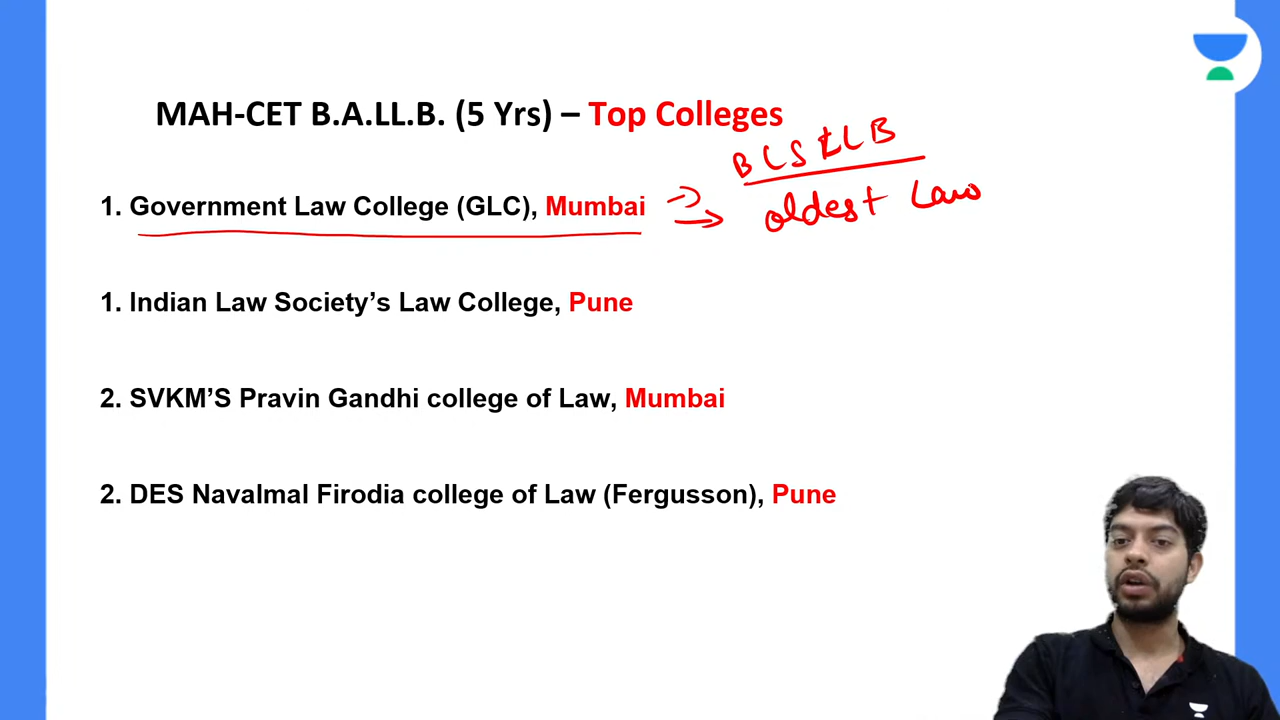 MAH-CET B.A.LL.B. (5 Yrs) – Top Colleges
BLS LLB
1. Government Law College (GLC), Mumbai
oldest Law
1. Indian Law Society’s Law College, Pune
2. SVKM’S Pravin Gandhi college of Law, Mumbai
2. DES Navalmal Firodia college of Law (Fergusson), Pune